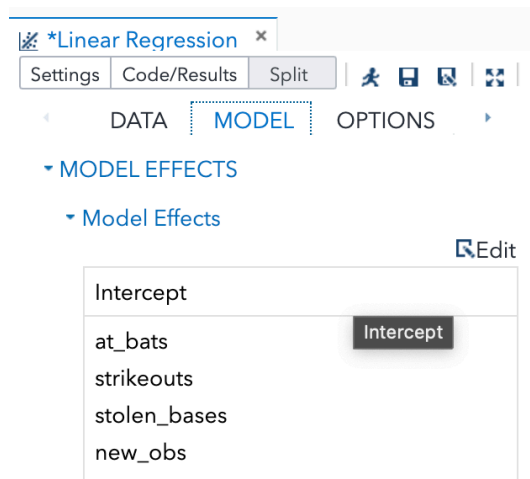 *Linear Regression ×
Settings Code/Results Split
DATA MODEL OPTIONS
MODEL EFFECTS
Model Effects
Edit
Intercept
Intercept
at_bats
strikeouts
stolen_bases
new_obs